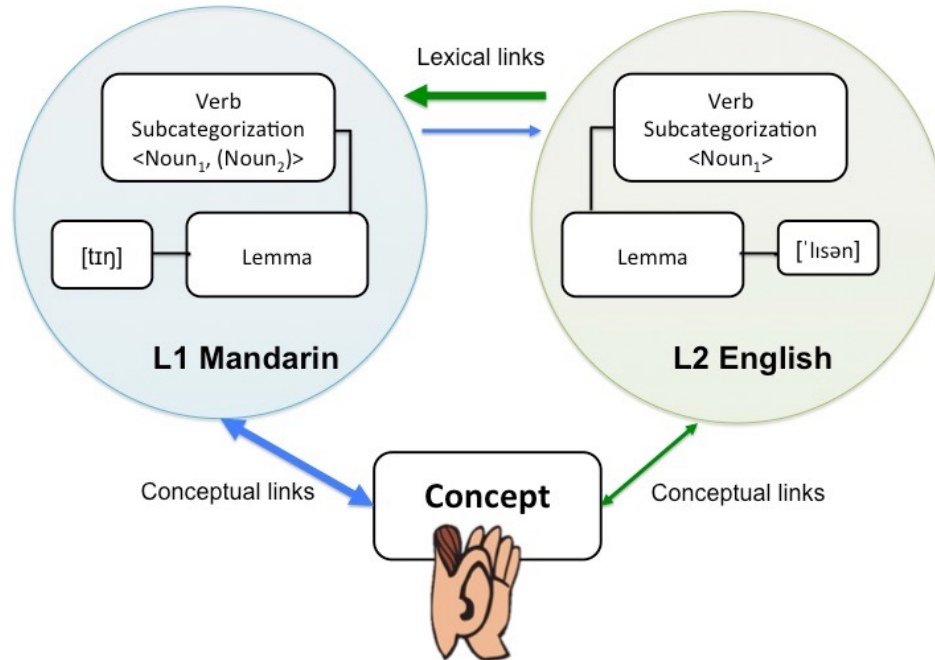 Lexical links
Verb
Subcategorization
<Noun₁, (Noun₂)>
[tɪŋ]
Lemma
L1 Mandarin
Verb
Subcategorization
<Noun₁>
Lemma
[ˈlɪsən]
L2 English
Conceptual links
Concept
Conceptual links